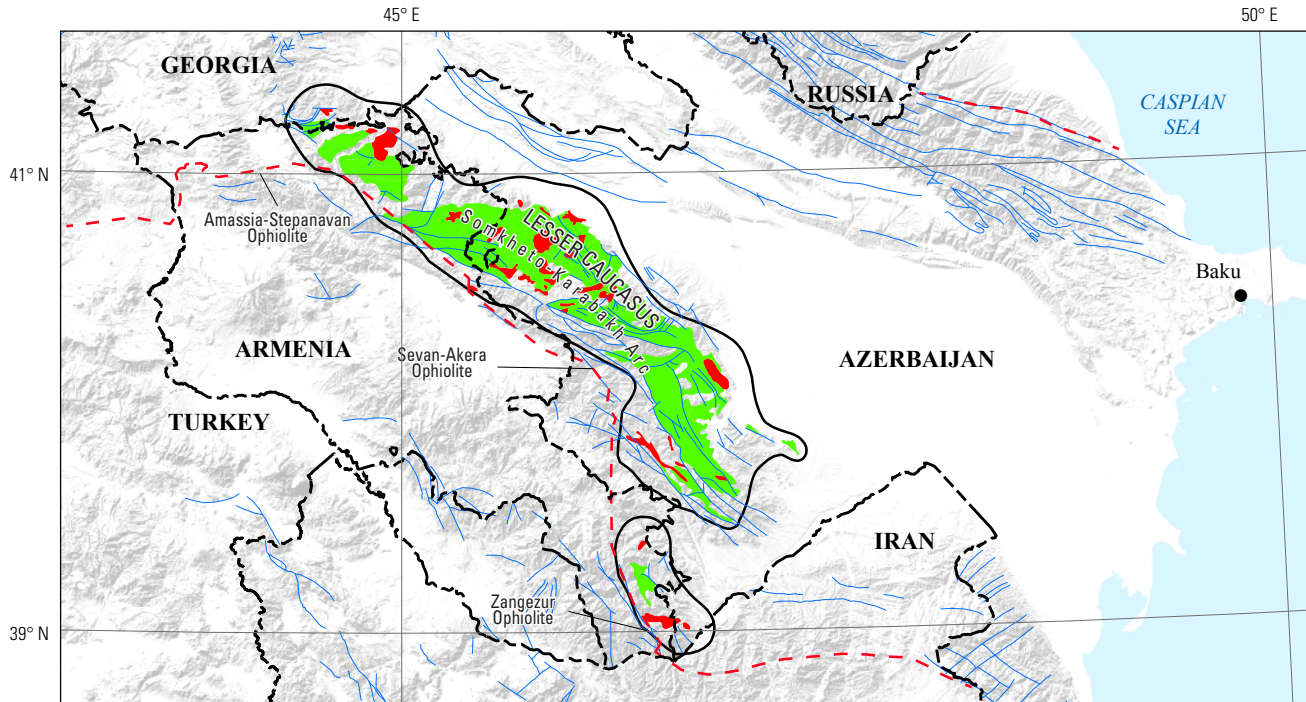 45° E
50° E
GEORGIA
RUSSIA
CASPIAN
SEA
41° N
Amassia-Stepanavan
Ophiolite
LESSER CAUCASUS
Somkheto-Karabakh Arc
Baku
ARMENIA
Sevan-Akera
Ophiolite
AZERBAIJAN
TURKEY
IRAN
Zangezur
Ophiolite
39° N